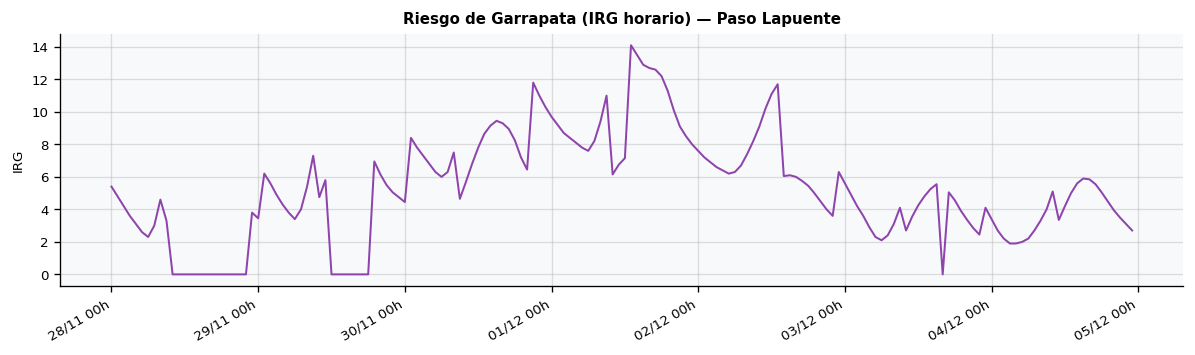 Riesgo de Garrapata (IRG horario) — Paso Lapuente
IRG
14
12
10
8
6
4
2
0
28/11 00h
29/11 00h
30/11 00h
01/12 00h
02/12 00h
03/12 00h
04/12 00h
05/12 00h